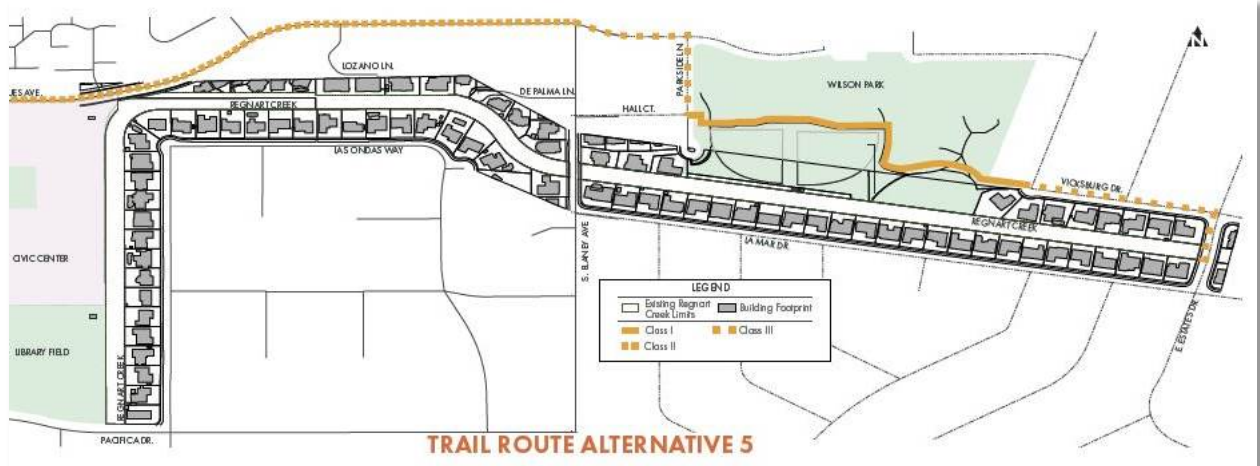 N
LOZANO LN.
PARKSIDE LN.
WILSON PARK
UES AVE.
REGNART CREEK
DE PALMA LN.
HALL CT.
LAS ONDAS WAY
VICKSBURG DR.
REGNART CREEK
S. BLANEY AVE.
LA MAR DR.
CIVIC CENTER
LEGEND
Existing Regnart Creek Limits
Building Footprint
Class I
Class III
Class II
E. ESTATES DR.
LIBRARY FIELD
REGNART CREEK
PACIFICA DR.
TRAIL ROUTE ALTERNATIVE 5